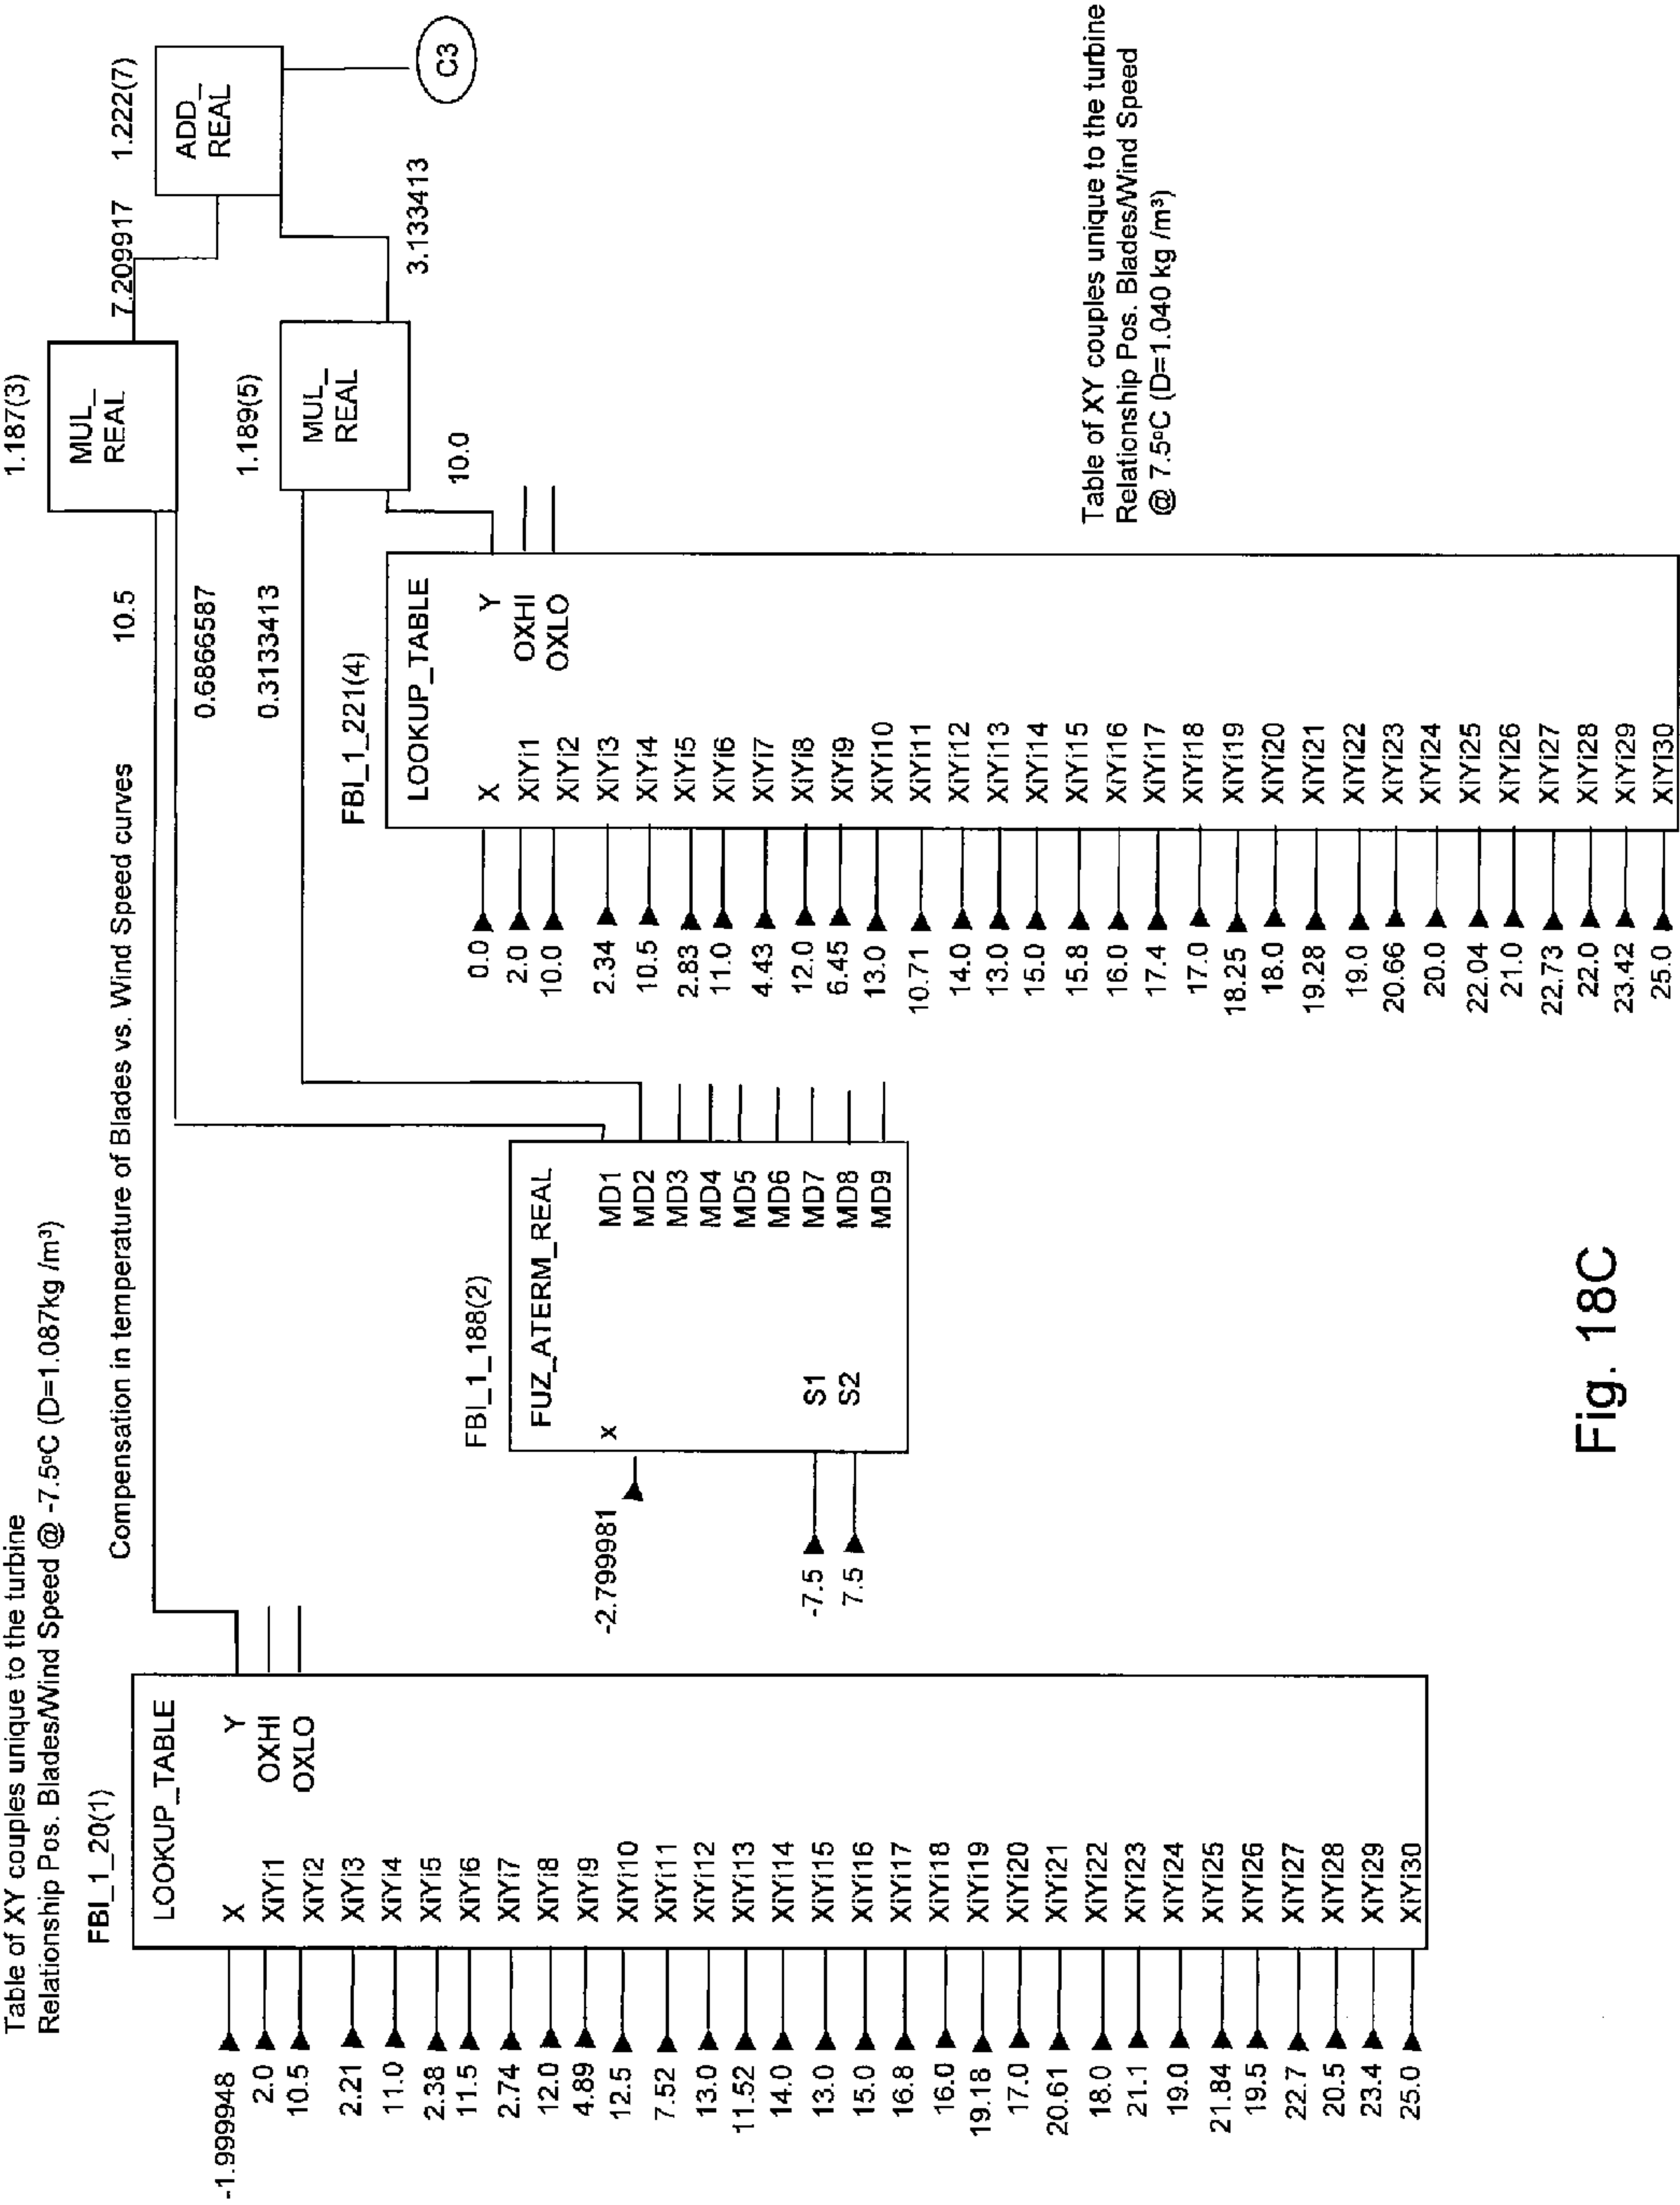 Table of XY couples unique to the turbine
Relationship Pos. Blades/Wind Speed @ -7.5ºC (D=1.087kg /m³)
Compensation in temperature of Blades vs. Wind Speed curves
FBI_1_20(1)
LOOKUP_TABLE
X
Y
OXHI
OXLO
XiYi1
XiYi2
XiYi3
XiYi4
XiYi5
XiYi6
XiYi7
XiYi8
XiYi9
XiYi10
XiYi11
XiYi12
XiYi13
XiYi14
XiYi15
XiYi16
XiYi17
XiYi18
XiYi19
XiYi20
XiYi21
XiYi22
XiYi23
XiYi24
XiYi25
XiYi26
XiYi27
XiYi28
XiYi29
XiYi30
-1.999948
2.0
10.5
2.21
11.0
2.38
11.5
2.74
12.0
4.89
12.5
7.52
13.0
11.52
14.0
13.0
15.0
16.8
16.0
19.18
17.0
20.61
18.0
21.1
19.0
21.84
19.5
22.7
20.5
23.4
25.0
FBI_1_188(2)
FUZ_ATERM_REAL
x
MD1
MD2
MD3
MD4
MD5
MD6
S1 MD7
S2 MD8
MD9
-2.799981
-7.5
7.5
10.5
0.6866587
0.3133413
FBI_1_221(4)
LOOKUP_TABLE
X
Y
OXHI
OXLO
XiYi1
XiYi2
XiYi3
XiYi4
XiYi5
XiYi6
XiYi7
XiYi8
XiYi9
XiYi10
XiYi11
XiYi12
XiYi13
XiYi14
XiYi15
XiYi16
XiYi17
XiYi18
XiYi19
XiYi20
XiYi21
XiYi22
XiYi23
XiYi24
XiYi25
XiYi26
XiYi27
XiYi28
XiYi29
XiYi30
0.0
2.0
10.0
2.34
10.5
2.83
11.0
4.43
12.0
6.45
13.0
10.71
14.0
13.0
15.0
15.8
16.0
17.4
17.0
18.25
18.0
19.28
19.0
20.66
20.0
22.04
21.0
22.73
22.0
23.42
25.0
1.187(3)
MUL_
REAL
7.209917
1.189(5)
MUL_
REAL
10.0
3.133413
1.222(7)
ADD_
REAL
C3
Table of XY couples unique to the turbine
Relationship Pos. Blades/Wind Speed
@ 7.5ºC (D=1.040 kg /m³)
Fig. 18C